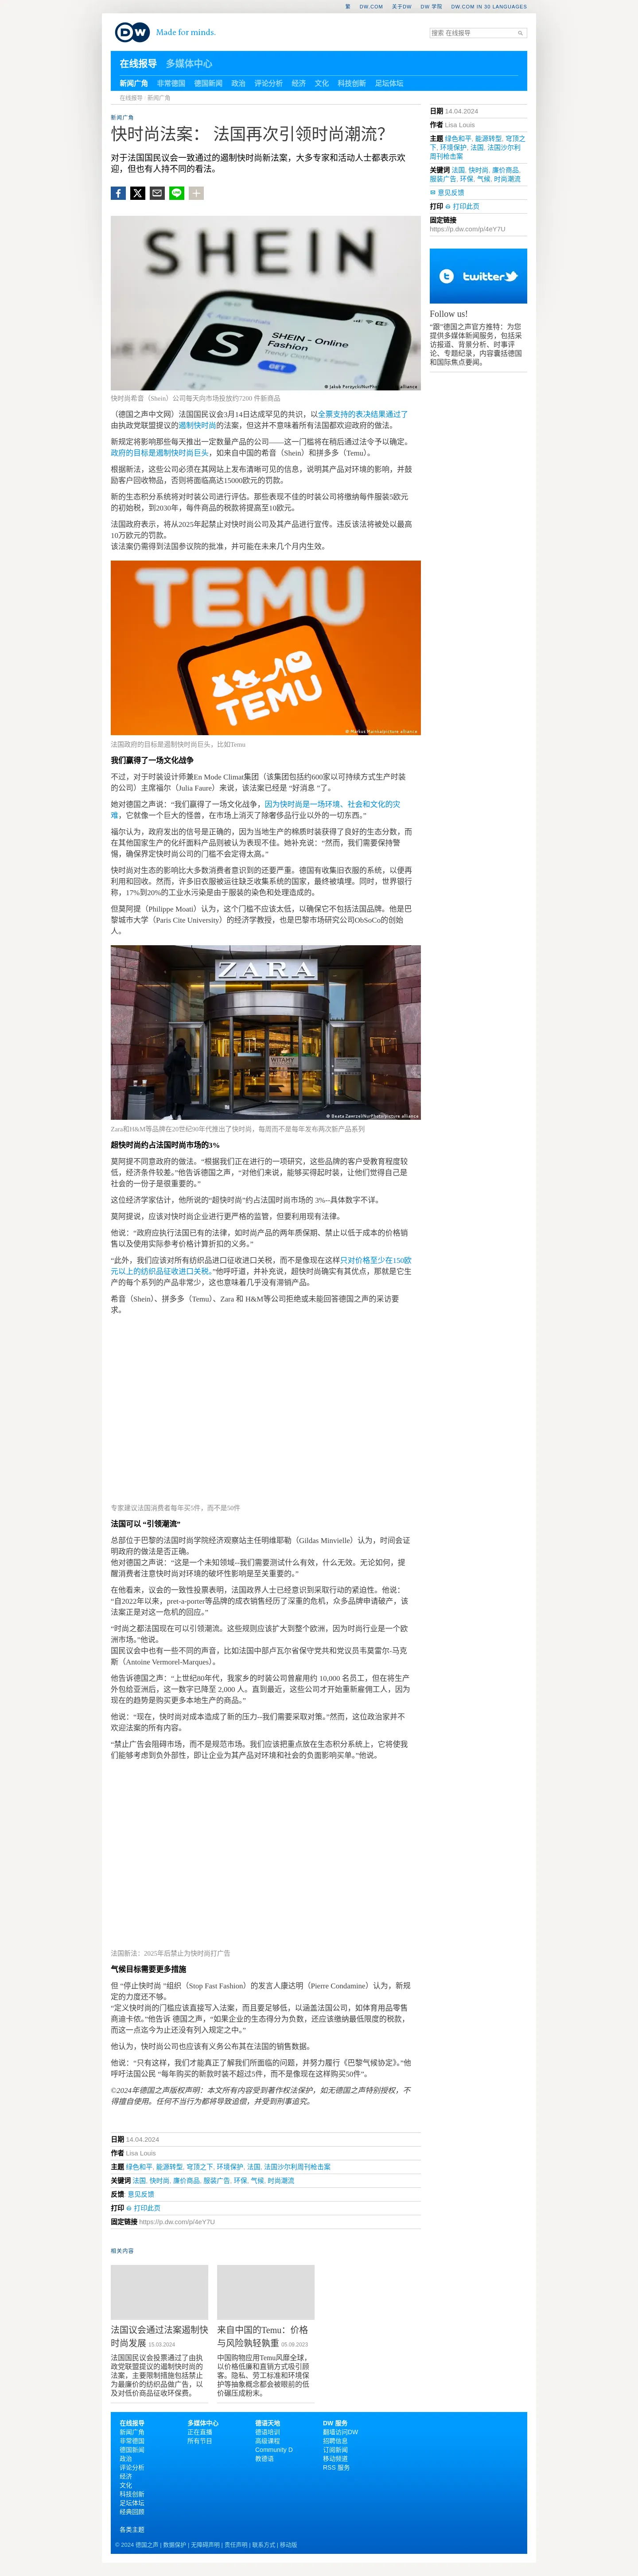 繁 DW.COM 关于DW DW 学院 DW.COM IN 30 LANGUAGES
DW Made for minds.
搜索 在线报导
在线报导 多媒体中心
新闻广角 非常德国 德国新闻 政治 评论分析 经济 文化 科技创新 足坛体坛
在线报导 · 新闻广角
新闻广角
快时尚法案： 法国再次引领时尚潮流？
对于法国国民议会一致通过的遏制快时尚新法案，大多专家和活动人士都表示欢
迎，但也有人持不同的看法。
SHEIN
SHEIN - Online
Fashion
Trendy Clothing
© Jakub Porzycki/NurPhoto/picture alliance
快时尚希音（Shein）公司每天向市场投放约7200 件新商品
（德国之声中文网）法国国民议会3月14日达成罕见的共识，以全票支持的表决结果通过了
由执政党联盟提议的遏制快时尚的法案，但这并不意味着所有法国都欢迎政府的做法。
新规定将影响那些每天推出一定数量产品的公司——这一门槛将在稍后通过法令予以确定。
政府的目标是遏制快时尚巨头，如来自中国的希音（Shein）和拼多多（Temu）。
根据新法，这些公司必须在其网站上发布清晰可见的信息，说明其产品对环境的影响，并鼓
励客户回收物品，否则将面临高达15000欧元的罚款。
新的生态积分系统将对时装公司进行评估。那些表现不佳的时装公司将缴纳每件服装5欧元
的初始税，到2030年，每件商品的税款将提高至10欧元。
法国政府表示，将从2025年起禁止对快时尚公司及其产品进行宣传。违反该法将被处以最高
10万欧元的罚款。
该法案仍需得到法国参议院的批准，并可能在未来几个月内生效。
TEMU
TEMU
© Markus Mainka/picture alliance
法国政府的目标是遏制快时尚巨头，比如Temu
我们赢得了一场文化战争
不过，对于时装设计师兼En Mode Climat集团（该集团包括约600家以可持续方式生产时装
的公司）主席福尔（Julia Faure）来说，该法案已经是 “好消息 ”了。
她对德国之声说：“我们赢得了一场文化战争，因为快时尚是一场环境、社会和文化的灾
难，它就像一个巨大的怪兽，在市场上消灭了除奢侈品行业以外的一切东西。”
福尔认为，政府发出的信号是正确的，因为当地生产的棉质时装获得了良好的生态分数，而
在其他国家生产的化纤面料产品则被认为表现不佳。她补充说：“然而，我们需要保持警
惕，确保界定快时尚公司的门槛不会定得太高。”
快时尚对生态的影响比大多数消费者意识到的还要严重。德国有收集旧衣服的系统，以便再
利用和回收。然而，许多旧衣服被运往缺乏收集系统的国家，最终被填埋。同时，世界银行
称，17%到20%的工业水污染是由于服装的染色和处理造成的。
但莫阿提（Philippe Moati）认为，这个门槛不应该太低，以确保它不包括法国品牌。他是巴
黎城市大学（Paris Cite University）的经济学教授，也是巴黎市场研究公司ObSoCo的创始
人。
ZARA
WITAMY
© Beata Zawrzel/NurPhoto/picture alliance
Zara和H&M等品牌在20世纪90年代推出了快时尚，每周而不是每年发布两次新产品系列
超快时尚约占法国时尚市场的3%
莫阿提不同意政府的做法。“根据我们正在进行的一项研究，这些品牌的客户受教育程度较
低，经济条件较差。”他告诉德国之声，“对他们来说，能够买得起时装，让他们觉得自己是
社会的一份子是很重要的。”
这位经济学家估计，他所说的“超快时尚”约占法国时尚市场的 3%--具体数字不详。
莫阿提说，应该对快时尚企业进行更严格的监管，但要利用现有法律。
他说：“政府应执行法国已有的法律，如时尚产品的两年质保期、禁止以低于成本的价格销
售以及使用实际参考价格计算折扣的义务。”
“此外，我们应该对所有纺织品进口征收进口关税，而不是像现在这样只对价格至少在150欧
元以上的纺织品征收进口关税。”他呼吁道，并补充说，超快时尚确实有其优点，那就是它生
产的每个系列的产品非常少，这也意味着几乎没有滞销产品。
希音（Shein）、拼多多（Temu）、Zara 和 H&M等公司拒绝或未能回答德国之声的采访要
求。
专家建议法国消费者每年买5件，而不是50件
法国可以 “引领潮流”
总部位于巴黎的法国时尚学院经济观察站主任明维耶勒（Gildas Minvielle）认为，时间会证
明政府的做法是否正确。
他对德国之声说：“这是一个未知领域--我们需要测试什么有效，什么无效。无论如何，提
醒消费者注意快时尚对环境的破坏性影响是至关重要的。”
在他看来，议会的一致性投票表明，法国政界人士已经意识到采取行动的紧迫性。他说：
“自2022年以来，pret-a-porter等品牌的成衣销售经历了深重的危机，众多品牌申请破产，该
法案正是对这一危机的回应。”
“时尚之都法国现在可以引领潮流。这些规则应该扩大到整个欧洲，因为时尚行业是一个欧
洲市场。”他说。
国民议会中也有一些不同的声音，比如法国中部卢瓦尔省保守党共和党议员韦莫雷尔-马克
斯（Antoine Vermorel-Marques）。
他告诉德国之声：“上世纪80年代，我家乡的时装公司曾雇用约 10,000 名员工，但在将生产
外包给亚洲后，这一数字已降至 2,000 人。直到最近，这些公司才开始重新雇佣工人，因为
现在的趋势是购买更多本地生产的商品。”
他说：“现在，快时尚对成本造成了新的压力--我们需要采取对策。”然而，这位政治家并不
欢迎法案的所有内容。
“禁止广告会阻碍市场，而不是规范市场。我们应该把重点放在生态积分系统上，它将使我
们能够考虑到负外部性，即让企业为其产品对环境和社会的负面影响买单。”他说。
法国新法：2025年后禁止为快时尚打广告
气候目标需要更多措施
但 “停止快时尚 ”组织（Stop Fast Fashion）的发言人康达明（Pierre Condamine）认为，新规
定的力度还不够。
“定义快时尚的门槛应该直接写入法案，而且要足够低，以涵盖法国公司，如体育用品零售
商迪卡侬。”他告诉 德国之声，“如果企业的生态得分为负数，还应该缴纳最低限度的税款，
而这一点迄今为止还没有列入规定之中。”
他认为，快时尚公司也应该有义务公布其在法国的销售数据。
他说：“只有这样，我们才能真正了解我们所面临的问题，并努力履行《巴黎气候协定》。”他
呼吁法国公民 “每年购买的新款时装不超过5件，而不是像现在这样购买50件”。
©2024年德国之声版权声明：本文所有内容受到著作权法保护，如无德国之声特别授权，不
得擅自使用。任何不当行为都将导致追偿，并受到刑事追究。
日期 14.04.2024
作者 Lisa Louis
主题 绿色和平, 能源转型, 穹顶之下, 环境保护, 法国, 法国沙尔利周刊枪击案
关键词 法国, 快时尚, 廉价商品, 服装广告, 环保, 气候, 时尚潮流
反馈 意见反馈
打印 打印此页
固定链接 https://p.dw.com/p/4eY7U
相关内容
法国议会通过法案遏制快
时尚发展 15.03.2024
法国国民议会投票通过了由执
政党联盟提议的遏制快时尚的
法案，主要限制措施包括禁止
为最廉价的纺织品做广告，以
及对低价商品征收环保费。
来自中国的Temu：价格
与风险孰轻孰重 05.08.2023
中国购物应用Temu风靡全球，
以价格低廉和直销方式吸引顾
客。隐私、劳工标准和环境保
护等抽象概念都会被眼前的低
价碾压成粉末。
日期 14.04.2024
作者 Lisa Louis
主题 绿色和平, 能源转型, 穹顶之
下, 环境保护, 法国, 法国沙尔利
周刊枪击案
关键词 法国, 快时尚, 廉价商品,
服装广告, 环保, 气候, 时尚潮流
意见反馈
打印 打印此页
固定链接
https://p.dw.com/p/4eY7U
twitter
Follow us!
“跟”德国之声官方推特：为您
提供多媒体新闻服务，包括采
访报道、背景分析、时事评
论、专题纪录，内容囊括德国
和国际焦点要闻。
在线报导
新闻广角
非常德国
德国新闻
政治
评论分析
经济
文化
科技创新
足坛体坛
经典回顾
各类主题
多媒体中心
正在直播
所有节目
德语天地
德语培训
高级课程
Community D
教德语
DW 服务
翻墙访问DW
招聘信息
订阅新闻
移动频道
RSS 服务
© 2024 德国之声 | 数据保护 | 无障碍声明 | 责任声明 | 联系方式 | 移动版